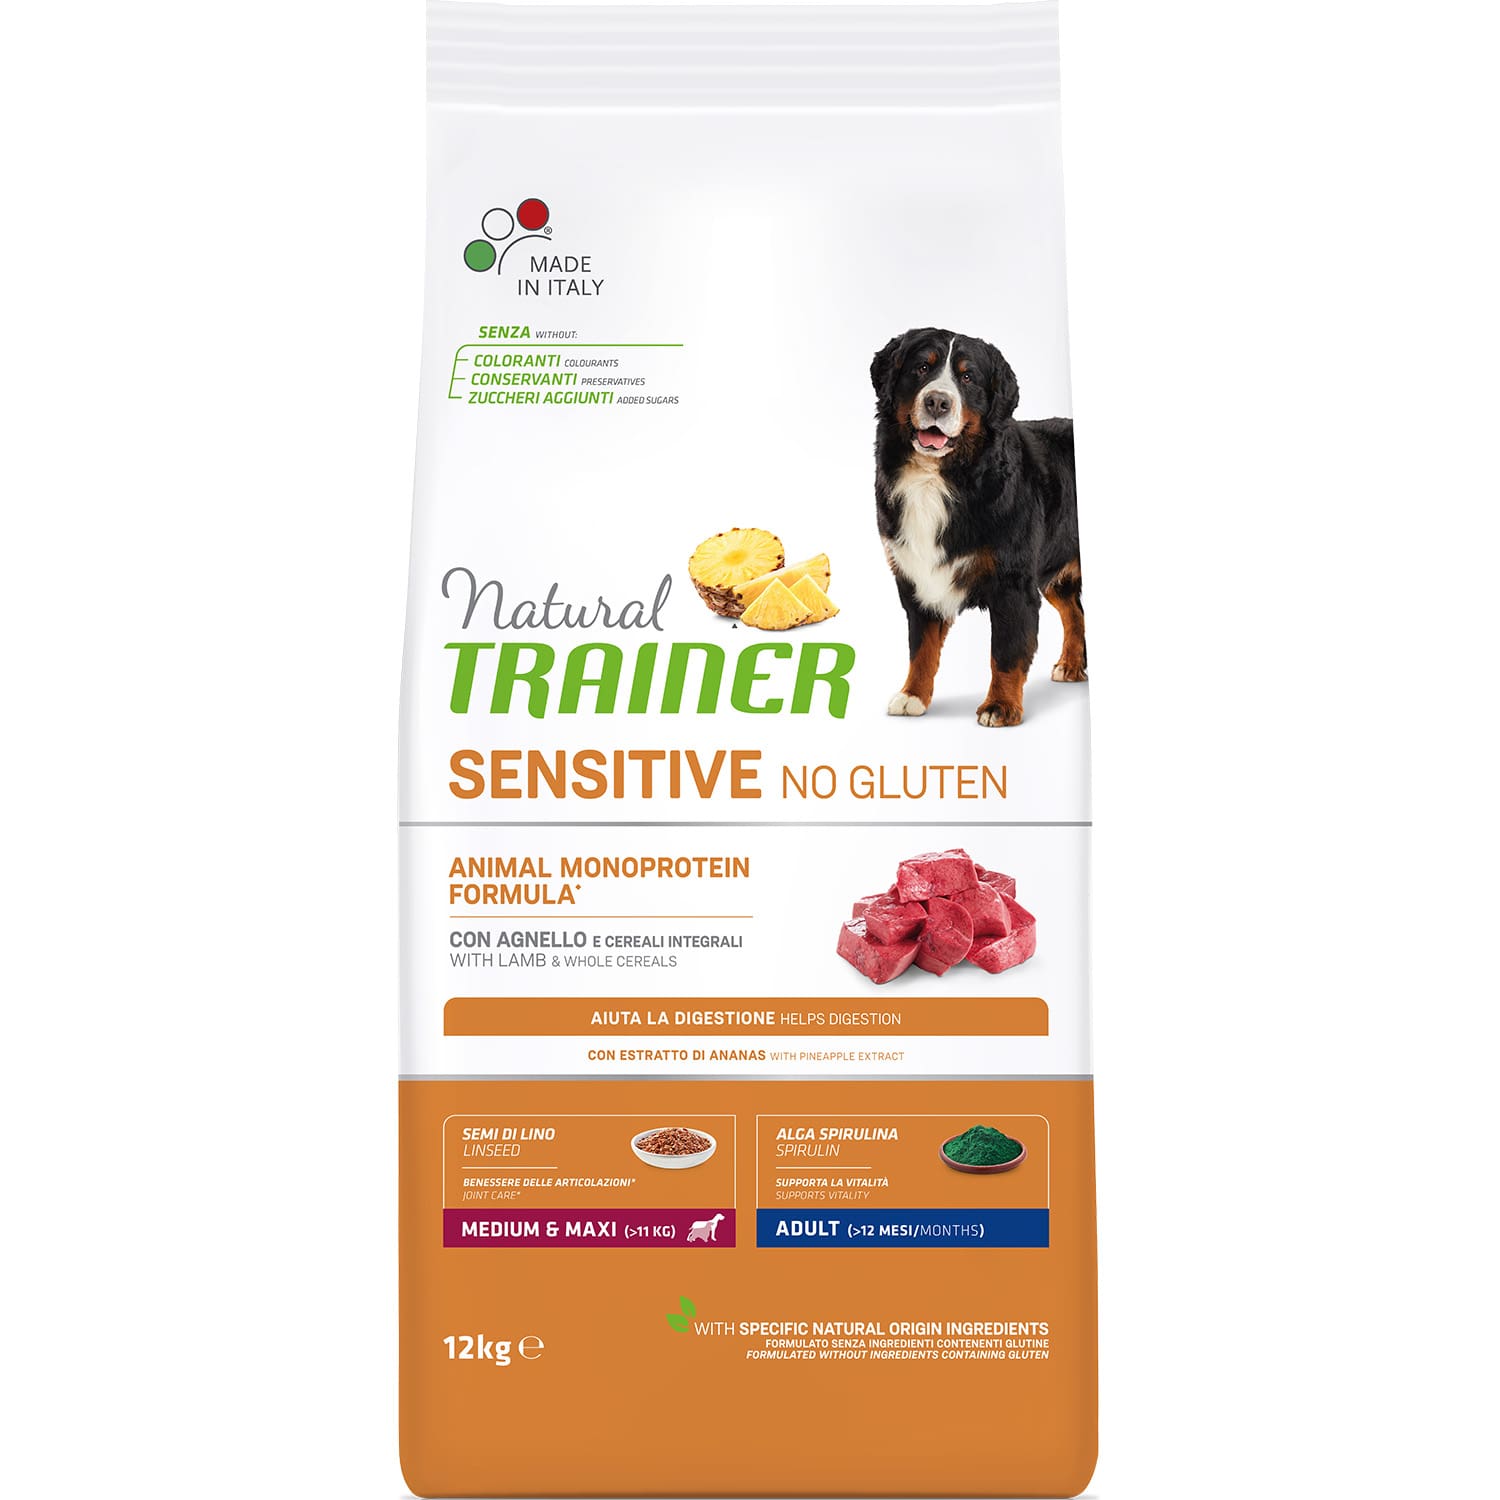 ®
MADE
IN ITALY
SENZA WITHOUT:
COLORANTI COLOURANTS
CONSERVANTI PRESERVATIVES
ZUCCHERI AGGIUNTI ADDED SUGARS
Natural
TRAINER
SENSITIVE NO GLUTEN
ANIMAL MONOPROTEIN
FORMULA*
CON AGNELLO E CEREALI INTEGRALI
WITH LAMB & WHOLE CEREALS
AIUTA LA DIGESTIONE HELPS DIGESTION
CON ESTRATTO DI ANANAS WITH PINEAPPLE EXTRACT
SEMI DI LINO
LINSEED
BENESSERE DELLE ARTICOLAZIONI*
JOINT CARE*
MEDIUM & MAXI (>11 KG)
ALGA SPIRULINA
SPIRULIN
SUPPORTA LA VITALITÀ
SUPPORTS VITALITY
ADULT (>12 MESI/MONTHS)
12kg ℮
WITH SPECIFIC NATURAL ORIGIN INGREDIENTS
FORMULATO SENZA INGREDIENTI CONTENENTI GLUTINE
FORMULATED WITHOUT INGREDIENTS CONTAINING GLUTEN